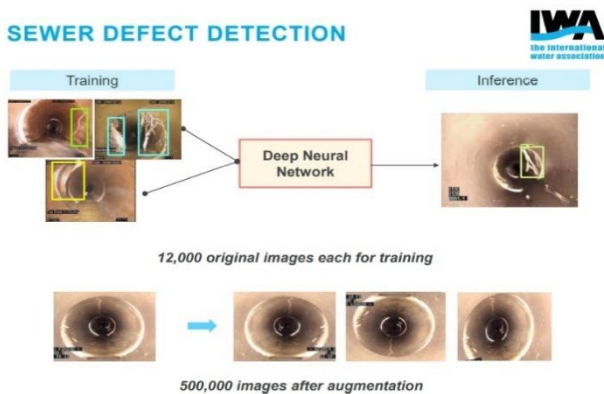 SEWER DEFECT DETECTION
IWA
the international
water association
Training
Inference
Deep Neural
Network
12,000 original images each for training
500,000 images after augmentation